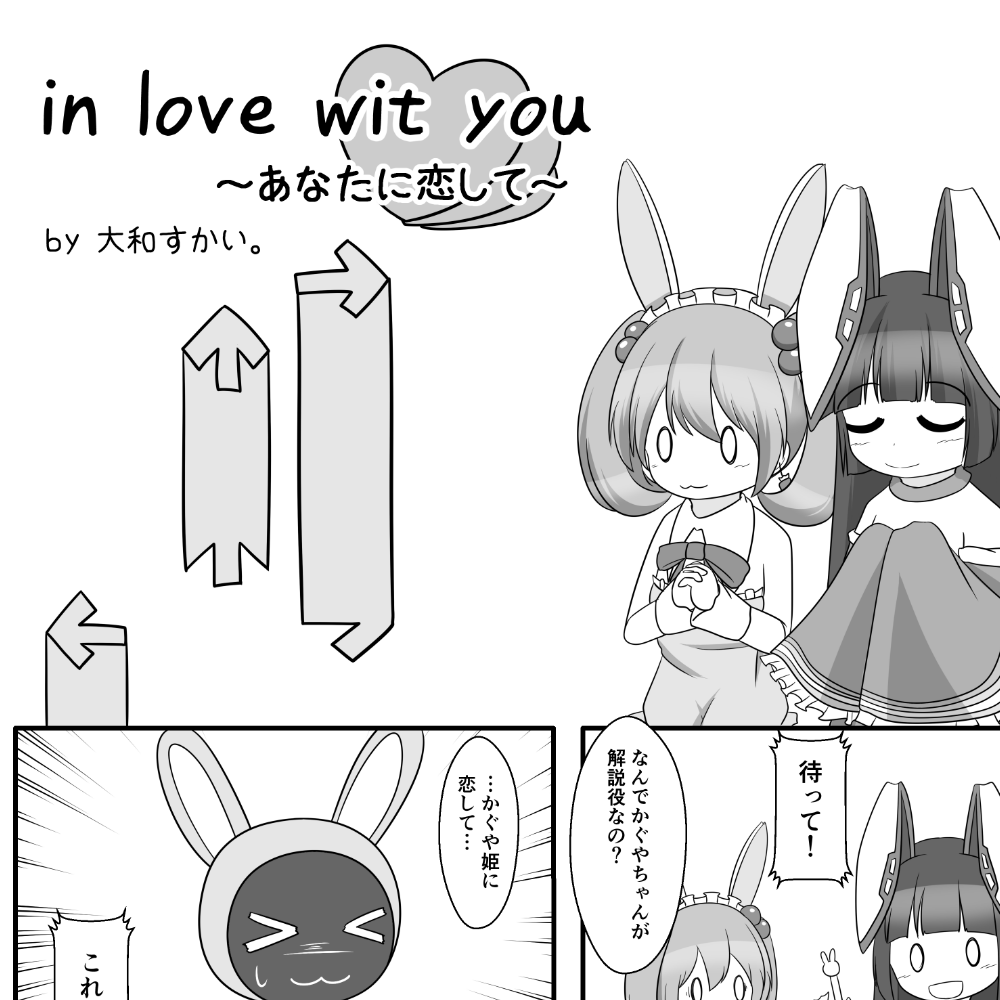 in love wit you
～あなたに恋して～
by 大和すかい。
待って！
なんでかぐやちゃんが
解説役なの？
…かぐや姫に
恋して…
これ